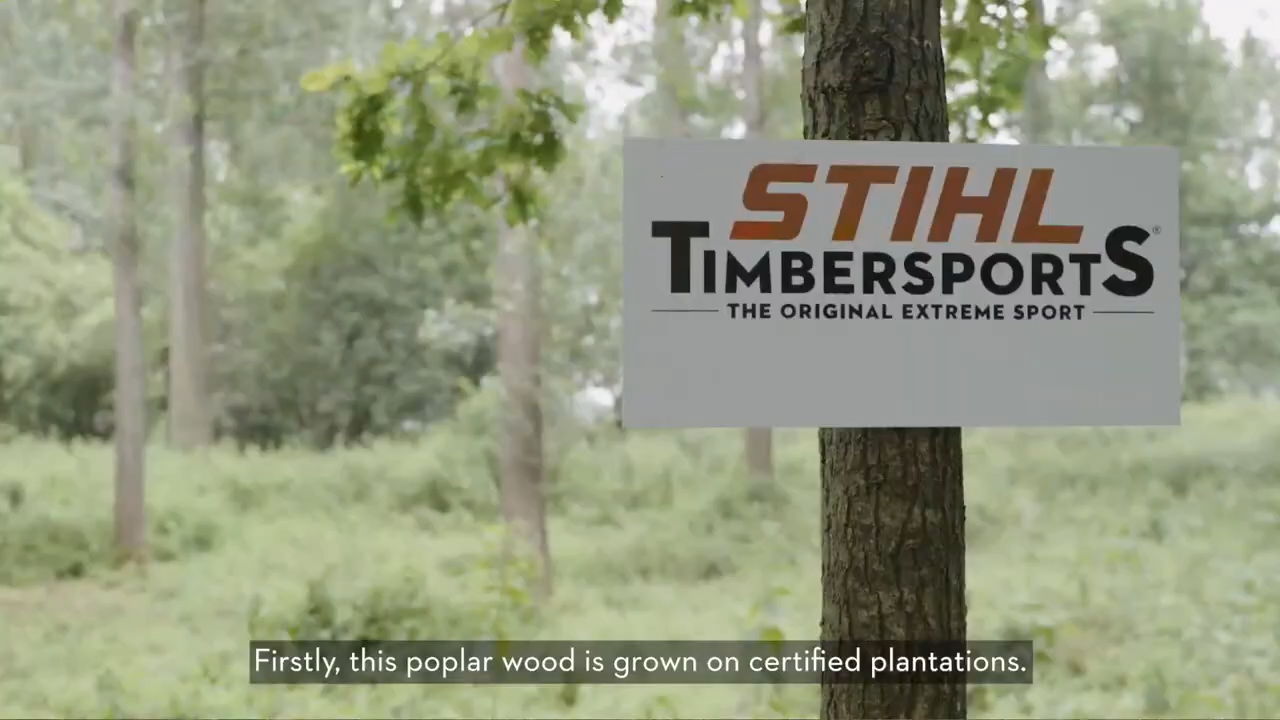 STIHL
TIMBERSPORTS®
THE ORIGINAL EXTREME SPORT
Firstly, this poplar wood is grown on certified plantations.